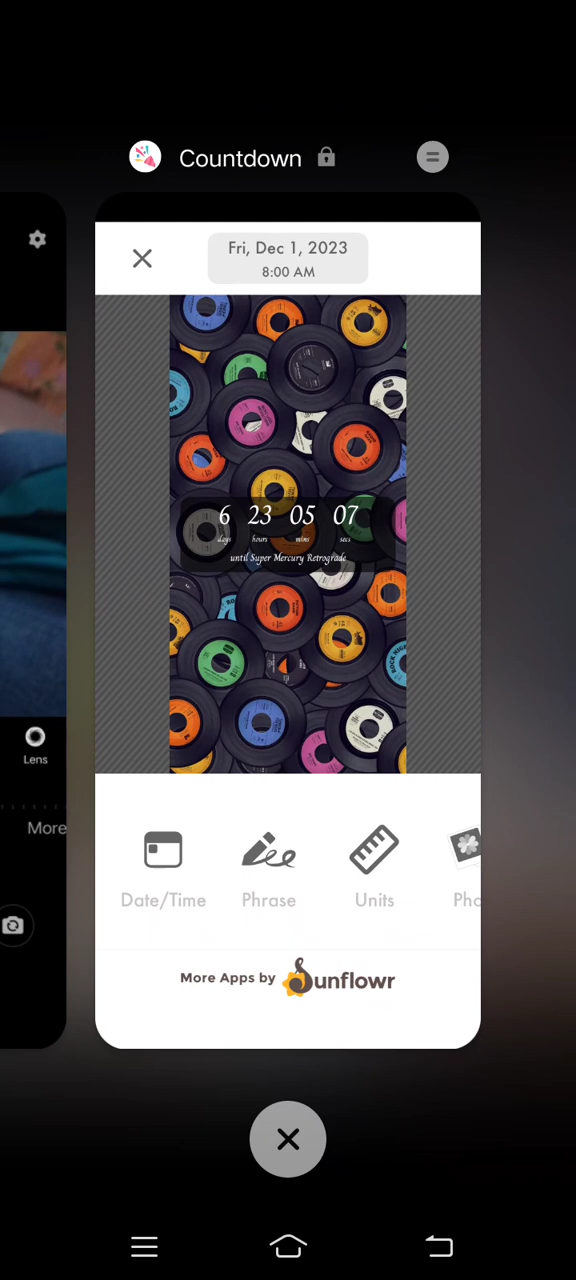 Countdown
Fri, Dec 1, 2023
8:00 AM
6 23 05 07
days hours mins secs
until Super Mercury Retrograde
Lens
More
Date/Time Phrase Units Pho
More Apps by Sunflowr